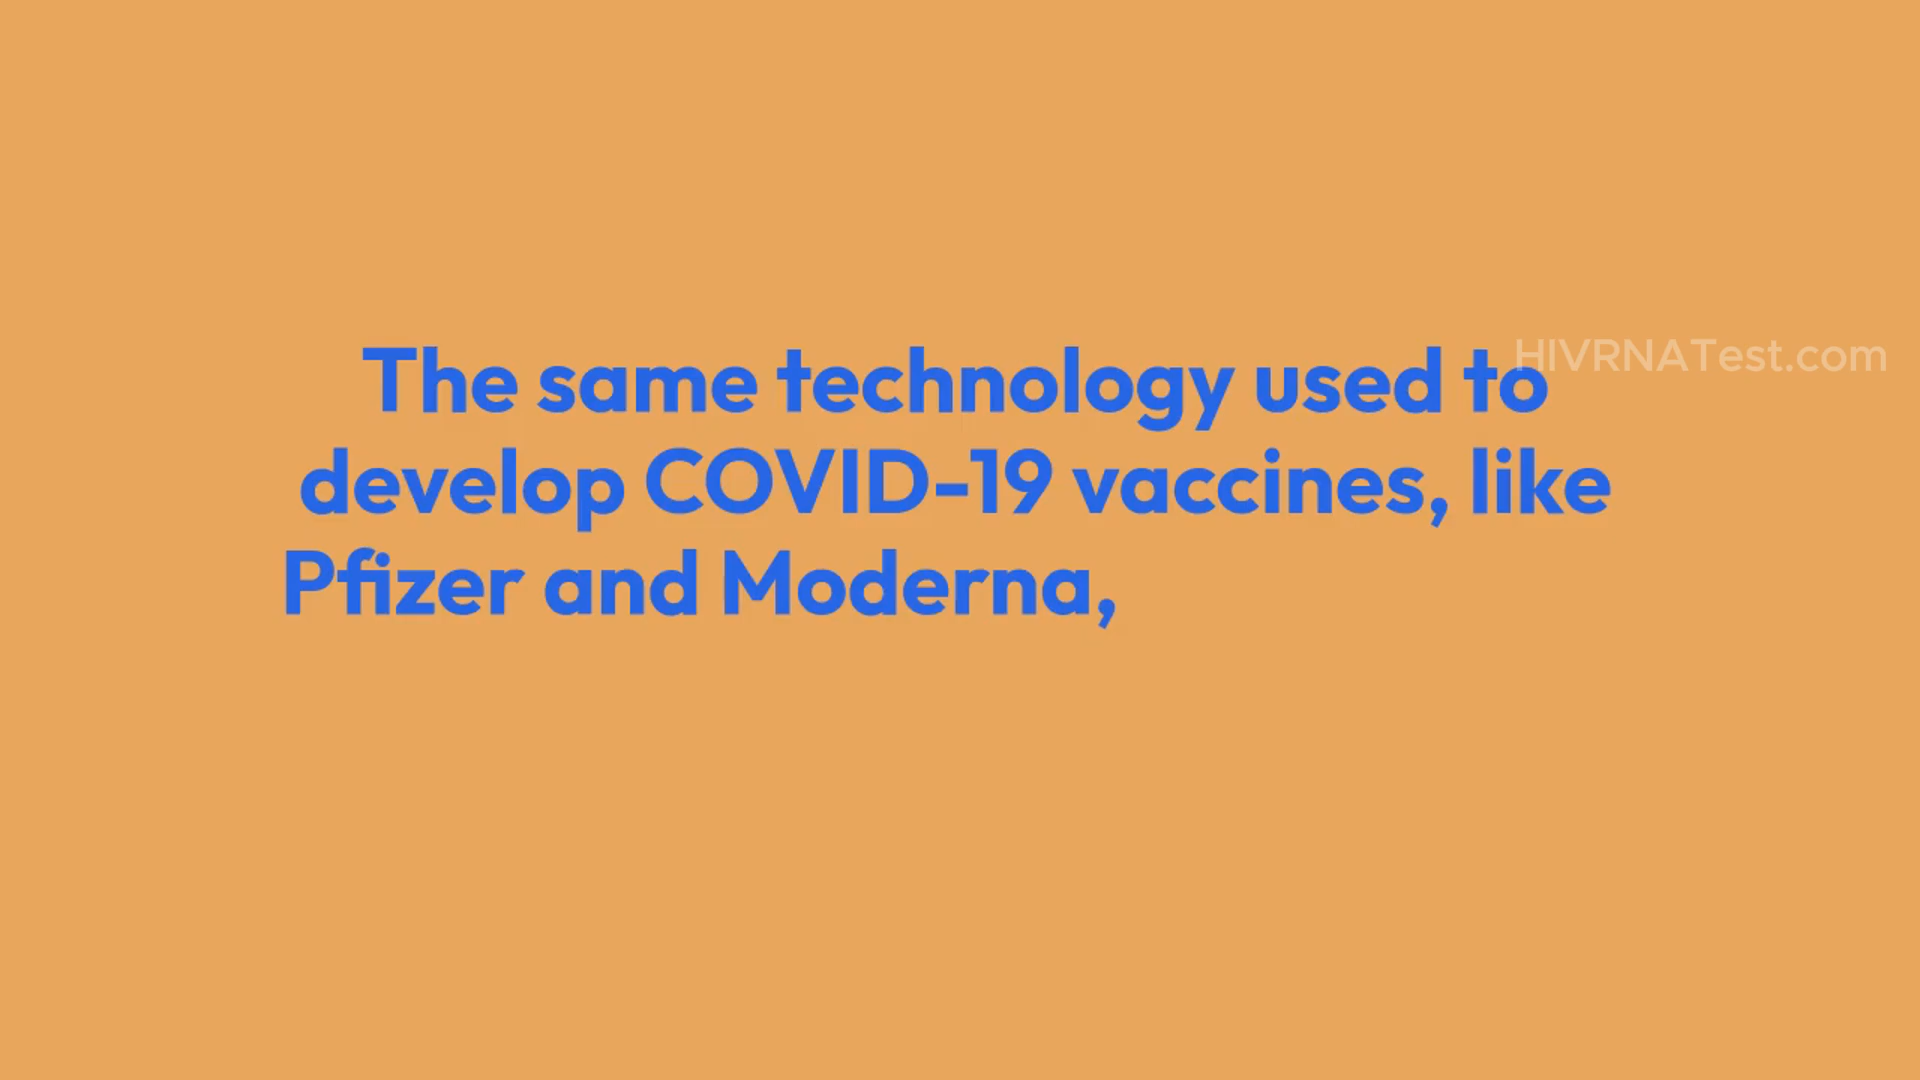 HIVRNATest.com
The same technology used to
develop COVID-19 vaccines, like
Pfizer and Moderna,